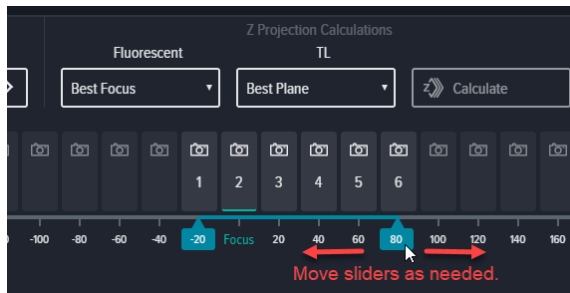 Z Projection Calculations
Fluorescent TL
Best Focus Best Plane Calculate
1 2 3 4 5 6
-100 -80 -60 -40 -20 Focus 20 40 60 80 100 120 140 160
Move sliders as needed.